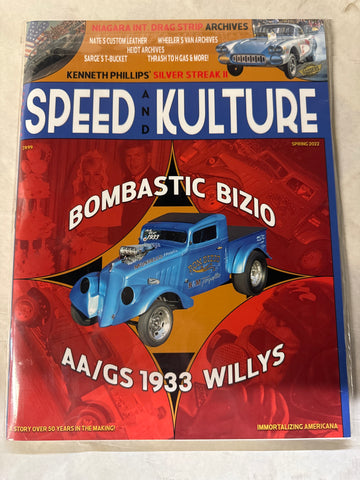 NIAGARA INT. DRAG STRIP ARCHIVES
NATE'S CUSTOM LEATHER WHEELER'S VAN ARCHIVES
HEIDT ARCHIVES
SARGE'S T-BUCKET THRASH TO H GAS & MORE!
KENNETH PHILLIPS' SILVER STREAK II
SPEED AND KULTURE
SPRING 2022
BOMBASTIC BIZIO
AA/GS 1933 WILLYS
STORY OVER 50 YEARS IN THE MAKING!
IMMORTALIZING AMERICANA